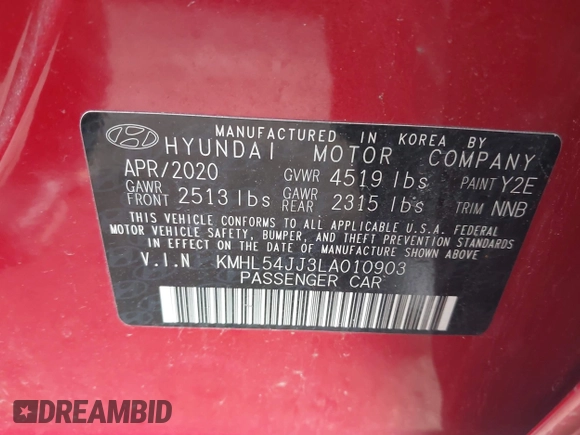 MANUFACTURED IN KOREA BY
HYUNDAI MOTOR COMPANY
APR/2020 GVWR 4519 lbs PAINT Y2E
GAWR FRONT 2513 lbs GAWR REAR 2315 lbs TRIM NNB
THIS VEHICLE CONFORMS TO ALL APPLICABLE U.S.A. FEDERAL
MOTOR VEHICLE SAFETY, BUMPER, AND THEFT PREVENTION STANDARDS
IN EFFECT ON THE DATE OF MANUFACTURE SHOWN ABOVE
V.I.N KMHL54JJ3LA010903
PASSENGER CAR
DREAMBID